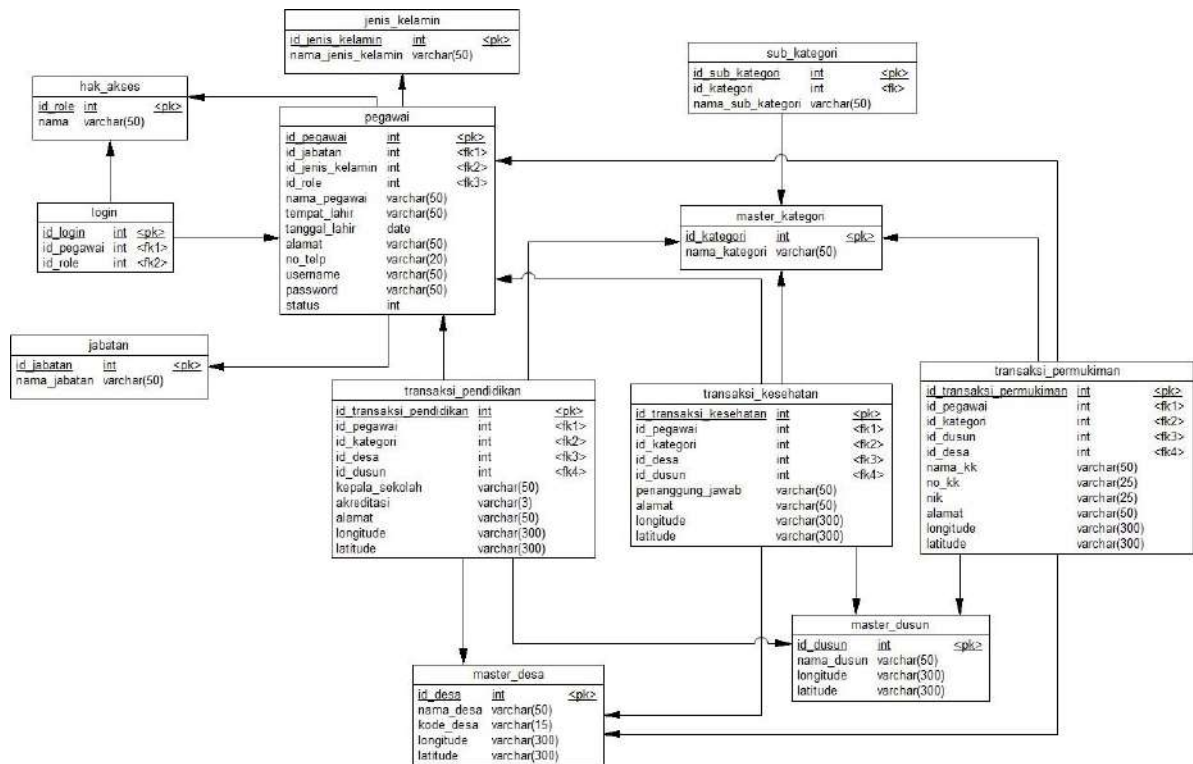 jenis_kelamin
id_jenis_kelamin int <pk>
nama_jenis_kelamin varchar(50)
sub_kategori
id_sub_kategori int <pk>
id_kategori int <fk>
nama_sub_kategori varchar(50)
hak_akses
id_role int <pk>
nama varchar(50)
pegawai
id_pegawai int <pk>
id_jabatan int <fk1>
id_jenis_kelamin int <fk2>
id_role int <fk3>
nama_pegawai varchar(50)
tempat_lahir varchar(50)
tanggal_lahir date
alamat varchar(50)
no_telp varchar(20)
username varchar(50)
password varchar(50)
status int
login
id_login int <pk>
id_pegawai int <fk1>
id_role int <fk2>
master_kategori
id_kategori int <pk>
nama_kategori varchar(50)
jabatan
id_jabatan int <pk>
nama_jabatan varchar(50)
transaksi_pendidikan
id_transaksi_pendidikan int <pk>
id_pegawai int <fk1>
id_kategori int <fk2>
id_desa int <fk3>
id_dusun int <fk4>
kepala_sekolah varchar(50)
akreditasi varchar(3)
alamat varchar(50)
longitude varchar(300)
latitude varchar(300)
transaksi_kesehatan
id_transaksi_kesehatan int <pk>
id_pegawai int <fk1>
id_kategori int <fk2>
id_desa int <fk3>
id_dusun int <fk4>
penanggung_jawab varchar(50)
alamat varchar(50)
longitude varchar(300)
latitude varchar(300)
transaksi_permukiman
id_transaksi_permukiman int <pk>
id_pegawai int <fk1>
id_kategori int <fk2>
id_dusun int <fk3>
id_desa int <fk4>
nama_kk varchar(50)
no_kk varchar(25)
nik varchar(25)
alamat varchar(50)
longitude varchar(300)
latitude varchar(300)
master_dusun
id_dusun int <pk>
nama_dusun varchar(50)
longitude varchar(300)
latitude varchar(300)
master_desa
id_desa int <pk>
nama_desa varchar(50)
kode_desa varchar(15)
longitude varchar(300)
latitude varchar(300)